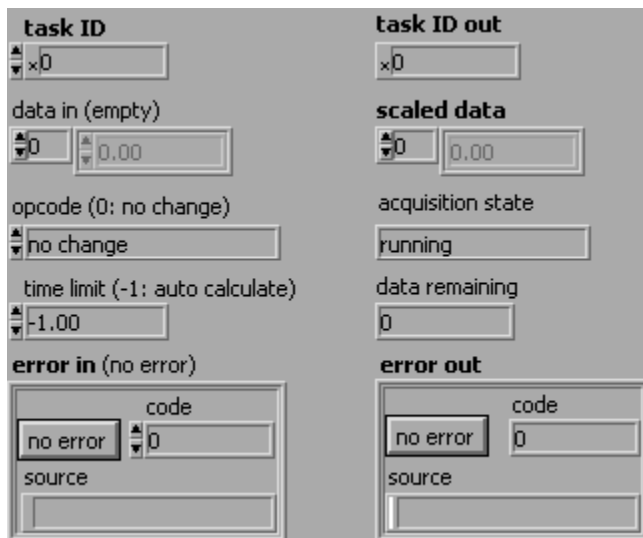 task ID
×0
data in (empty)
0 0.00
opcode (0: no change)
no change
time limit (-1: auto calculate)
-1.00
error in (no error)
code
no error 0
source
task ID out
×0
scaled data
0 0.00
acquisition state
running
data remaining
0
error out
code
no error 0
source